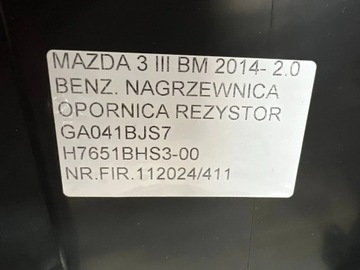 MAZDA 3 III BM 2014- 2.0
BENZ. NAGRZEWNICA
OPORNICA REZYSTOR
GA041BJS7
H7651BHS3-00
NR.FIR.112024/411